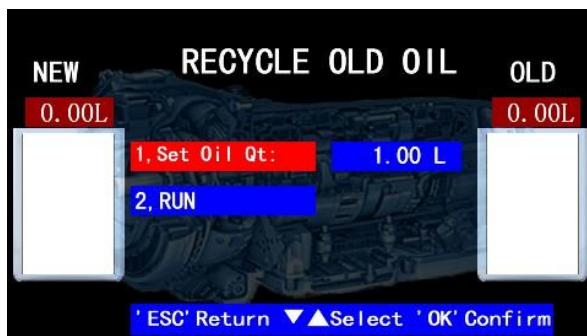 RECYCLE OLD OIL
NEW
OLD
0.00L
0.00L
1,Set Oil Qt:
1.00 L
2,RUN
'ESC'Return ▼▲Select 'OK'Confirm